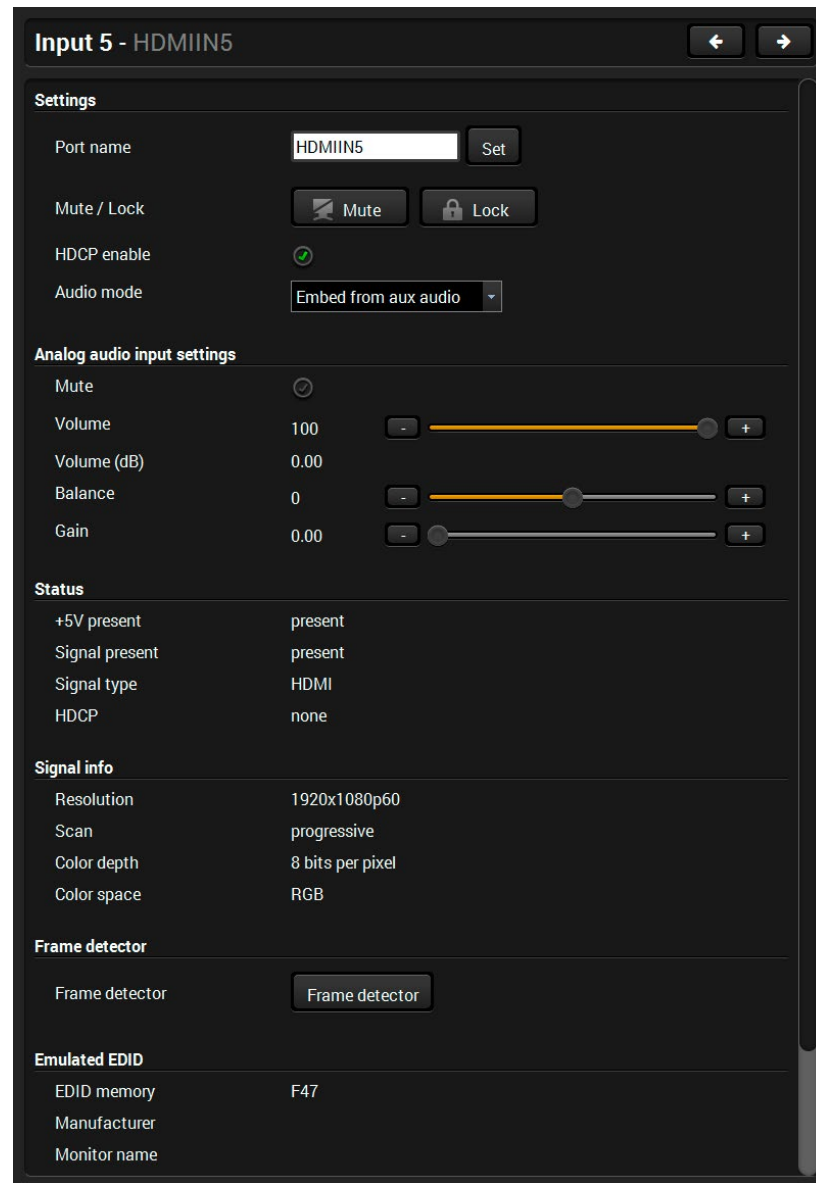 Input 5 - HDMIIN5
Settings
Port name HDMIIN5 Set
Mute / Lock Mute Lock
HDCP enable
Audio mode Embed from aux audio
Analog audio input settings
Mute
Volume 100 - +
Volume (dB) 0.00
Balance 0 - +
Gain 0.00 - +
Status
+5V present present
Signal present present
Signal type HDMI
HDCP none
Signal info
Resolution 1920x1080p60
Scan progressive
Color depth 8 bits per pixel
Color space RGB
Frame detector
Frame detector Frame detector
Emulated EDID
EDID memory F47
Manufacturer
Monitor name